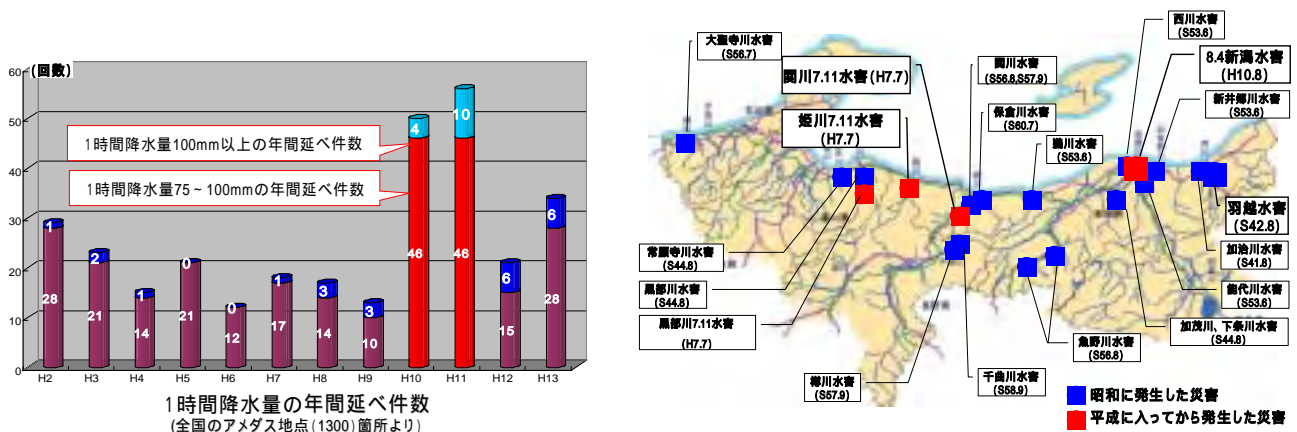 (回数)
60
50
40
30
20
10
0
1時間降水量100mm以上の年間延べ件数
1時間降水量75~100mmの年間延べ件数
1
28
2
21
1
14
0
21
0
12
1
17
3
14
3
10
4
46
10
46
6
15
6
28
H2 H3 H4 H5 H6 H7 H8 H9 H10 H11 H12 H13
1時間降水量の年間延べ件数
(全国のアメダス地点(1300)箇所より)
大聖寺川水害
(S56.7)
関川7.11水害(H7.7)
姫川7.11水害
(H7.7)
関川水害
(S56.8,S57.9)
保倉川水害
(S60.7)
鵜川水害
(S53.6)
西川水害
(S53.6)
8.4新潟水害
(H10.8)
新井郷川水害
(S53.6)
羽越水害
(S42.8)
加治川水害
(S41.8)
能代川水害
(S53.6)
加茂川、下条川水害
(S44.8)
魚野川水害
(S56.8)
千曲川水害
(S58.9)
樽川水害
(S57.9)
常願寺川水害
(S44.8)
黒部川水害
(S44.8)
黒部川7.11水害
(H7.7)
昭和に発生した災害
平成に入ってから発生した災害